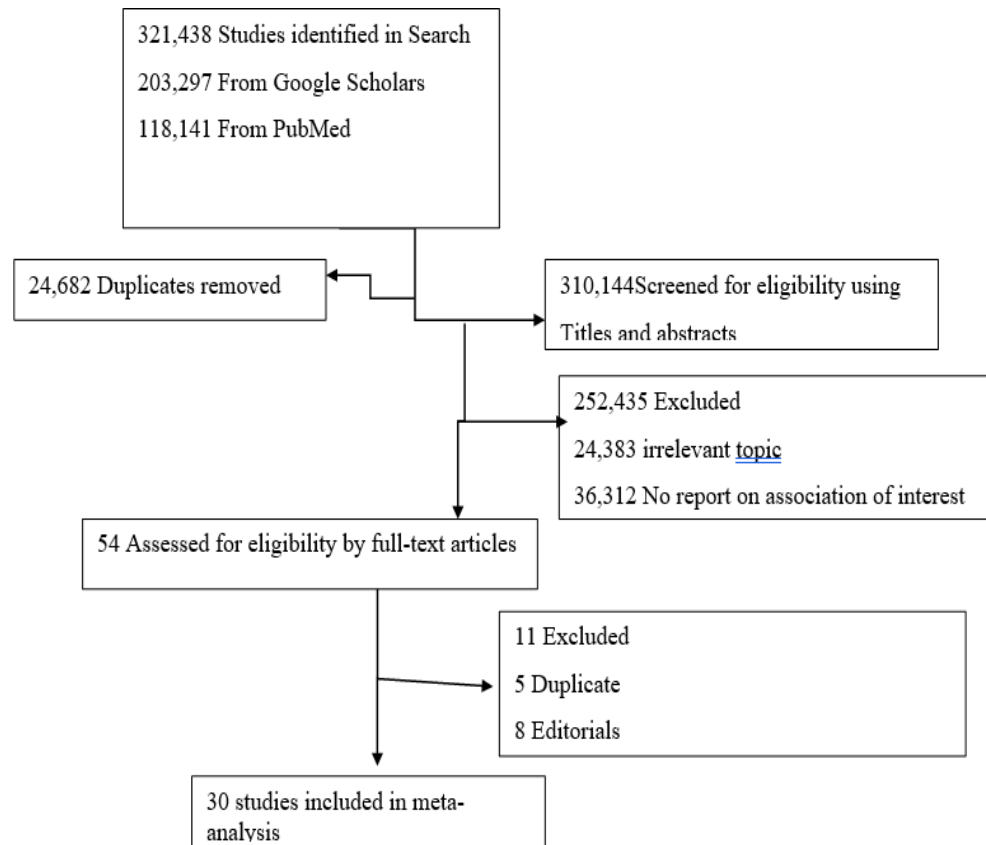 321,438 Studies identified in Search
203,297 From Google Scholars
118,141 From PubMed
24,682 Duplicates removed
310,144Screened for eligibility using
Titles and abstracts
252,435 Excluded
24,383 irrelevant topic
36,312 No report on association of interest
54 Assessed for eligibility by full-text articles
11 Excluded
5 Duplicate
8 Editorials
30 studies included in meta-
analysis